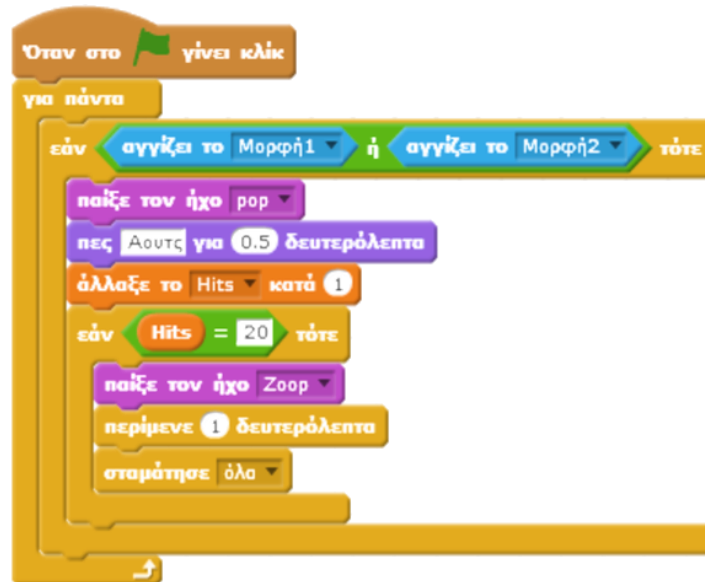 Όταν στο γίνει κλικ
για πάντα
εάν αγγίζει το Μορφή1 ή αγγίζει το Μορφή2 τότε
παίξε τον ήχο pop
πες Αουτς για 0.5 δευτερόλεπτα
άλλαξε το Hits κατά 1
εάν Hits = 20 τότε
παίξε τον ήχο Zoop
περίμενε 1 δευτερόλεπτα
σταμάτησε όλα